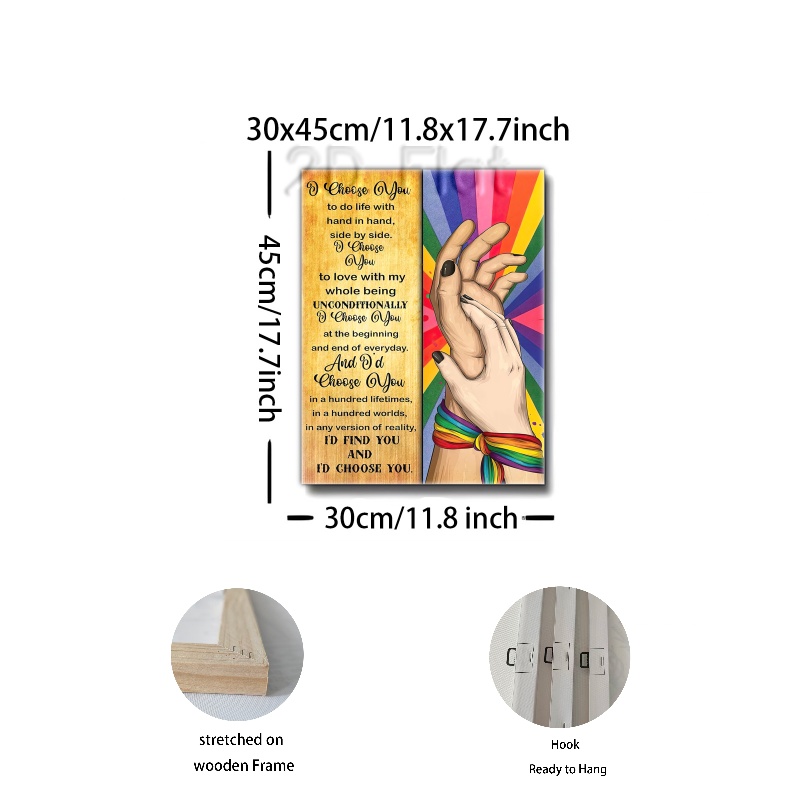 30x45cm/11.8x17.7inch
2D Flat
45cm/17.7inch
I Choose You
to do life with
hand in hand,
side by side.
I Choose
You
to love with my
whole being
UNCONDITIONALLY
I Choose You
at the beginning
and end of everyday.
And I'd
Choose You
in a hundred lifetimes,
in a hundred worlds,
in any version of reality,
I'D FIND YOU
AND
I'D CHOOSE YOU.
30cm/11.8 inch
stretched on
wooden Frame
Hook
Ready to Hang